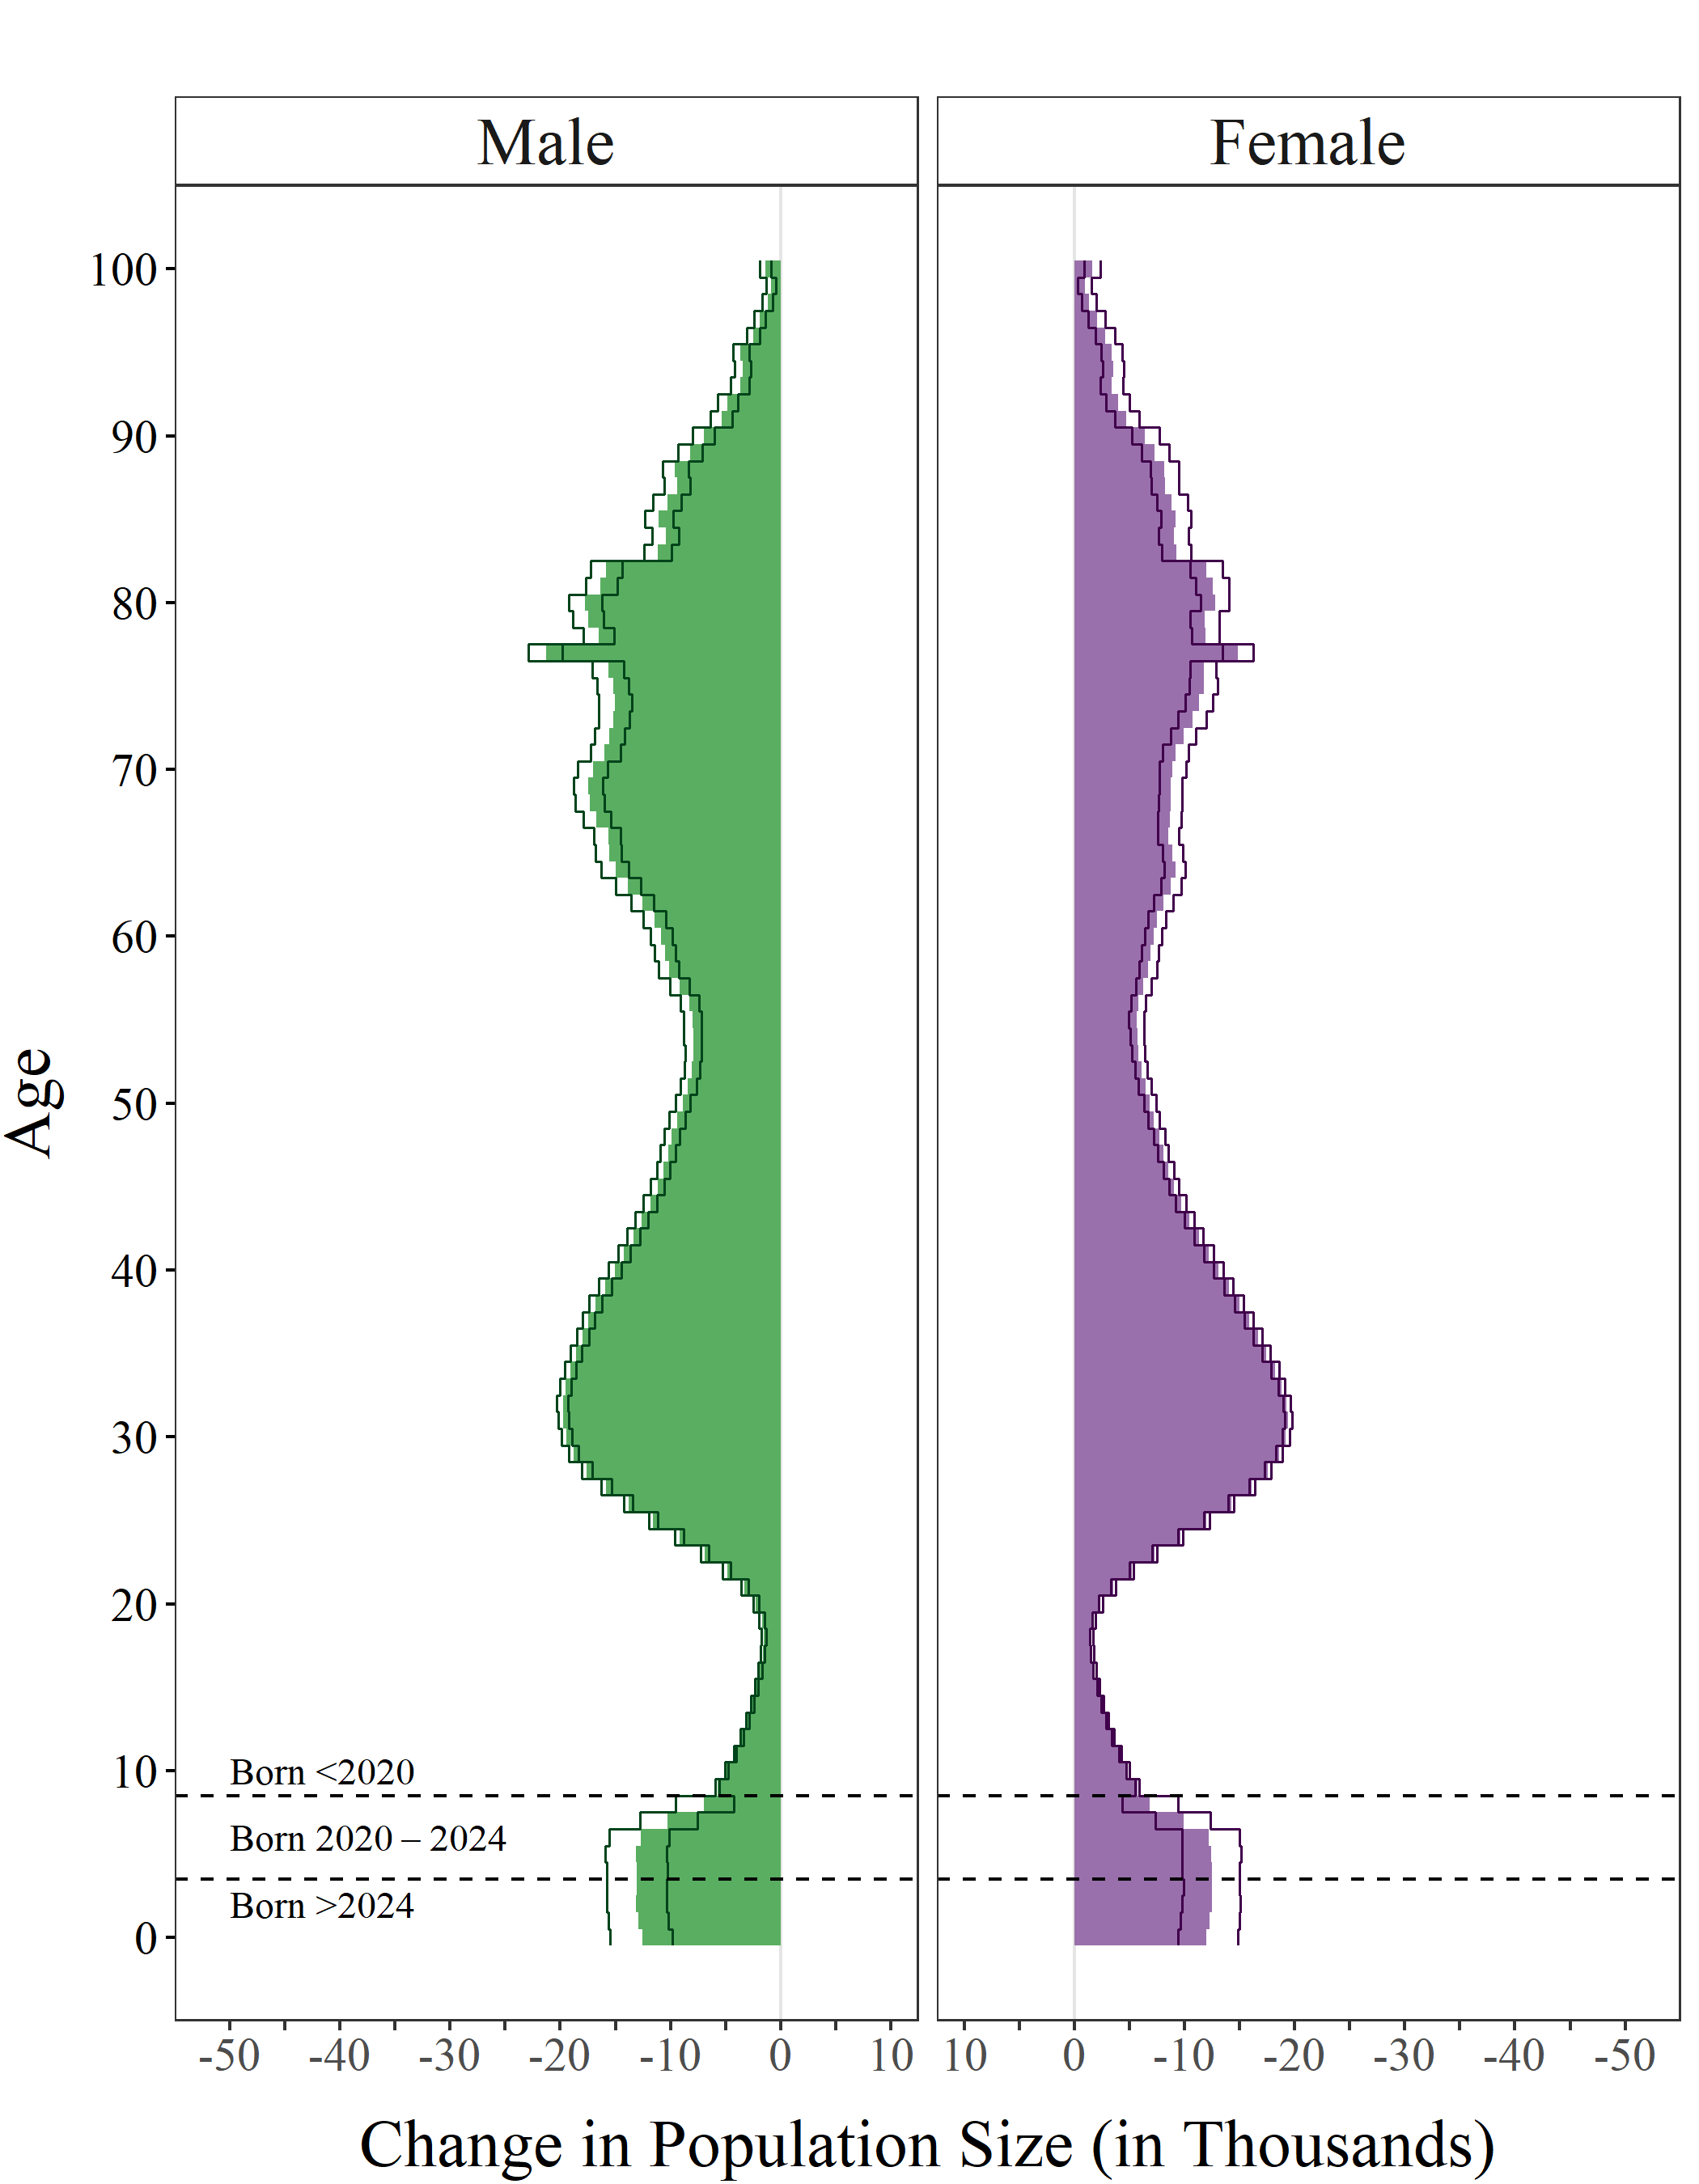 Male
Female
100
90
80
70
60
50
40
30
20
10
0
Age
Born <2020
Born 2020 – 2024
Born >2024
-50 -40 -30 -20 -10 0 10
10 0 -10 -20 -30 -40 -50
Change in Population Size (in Thousands)